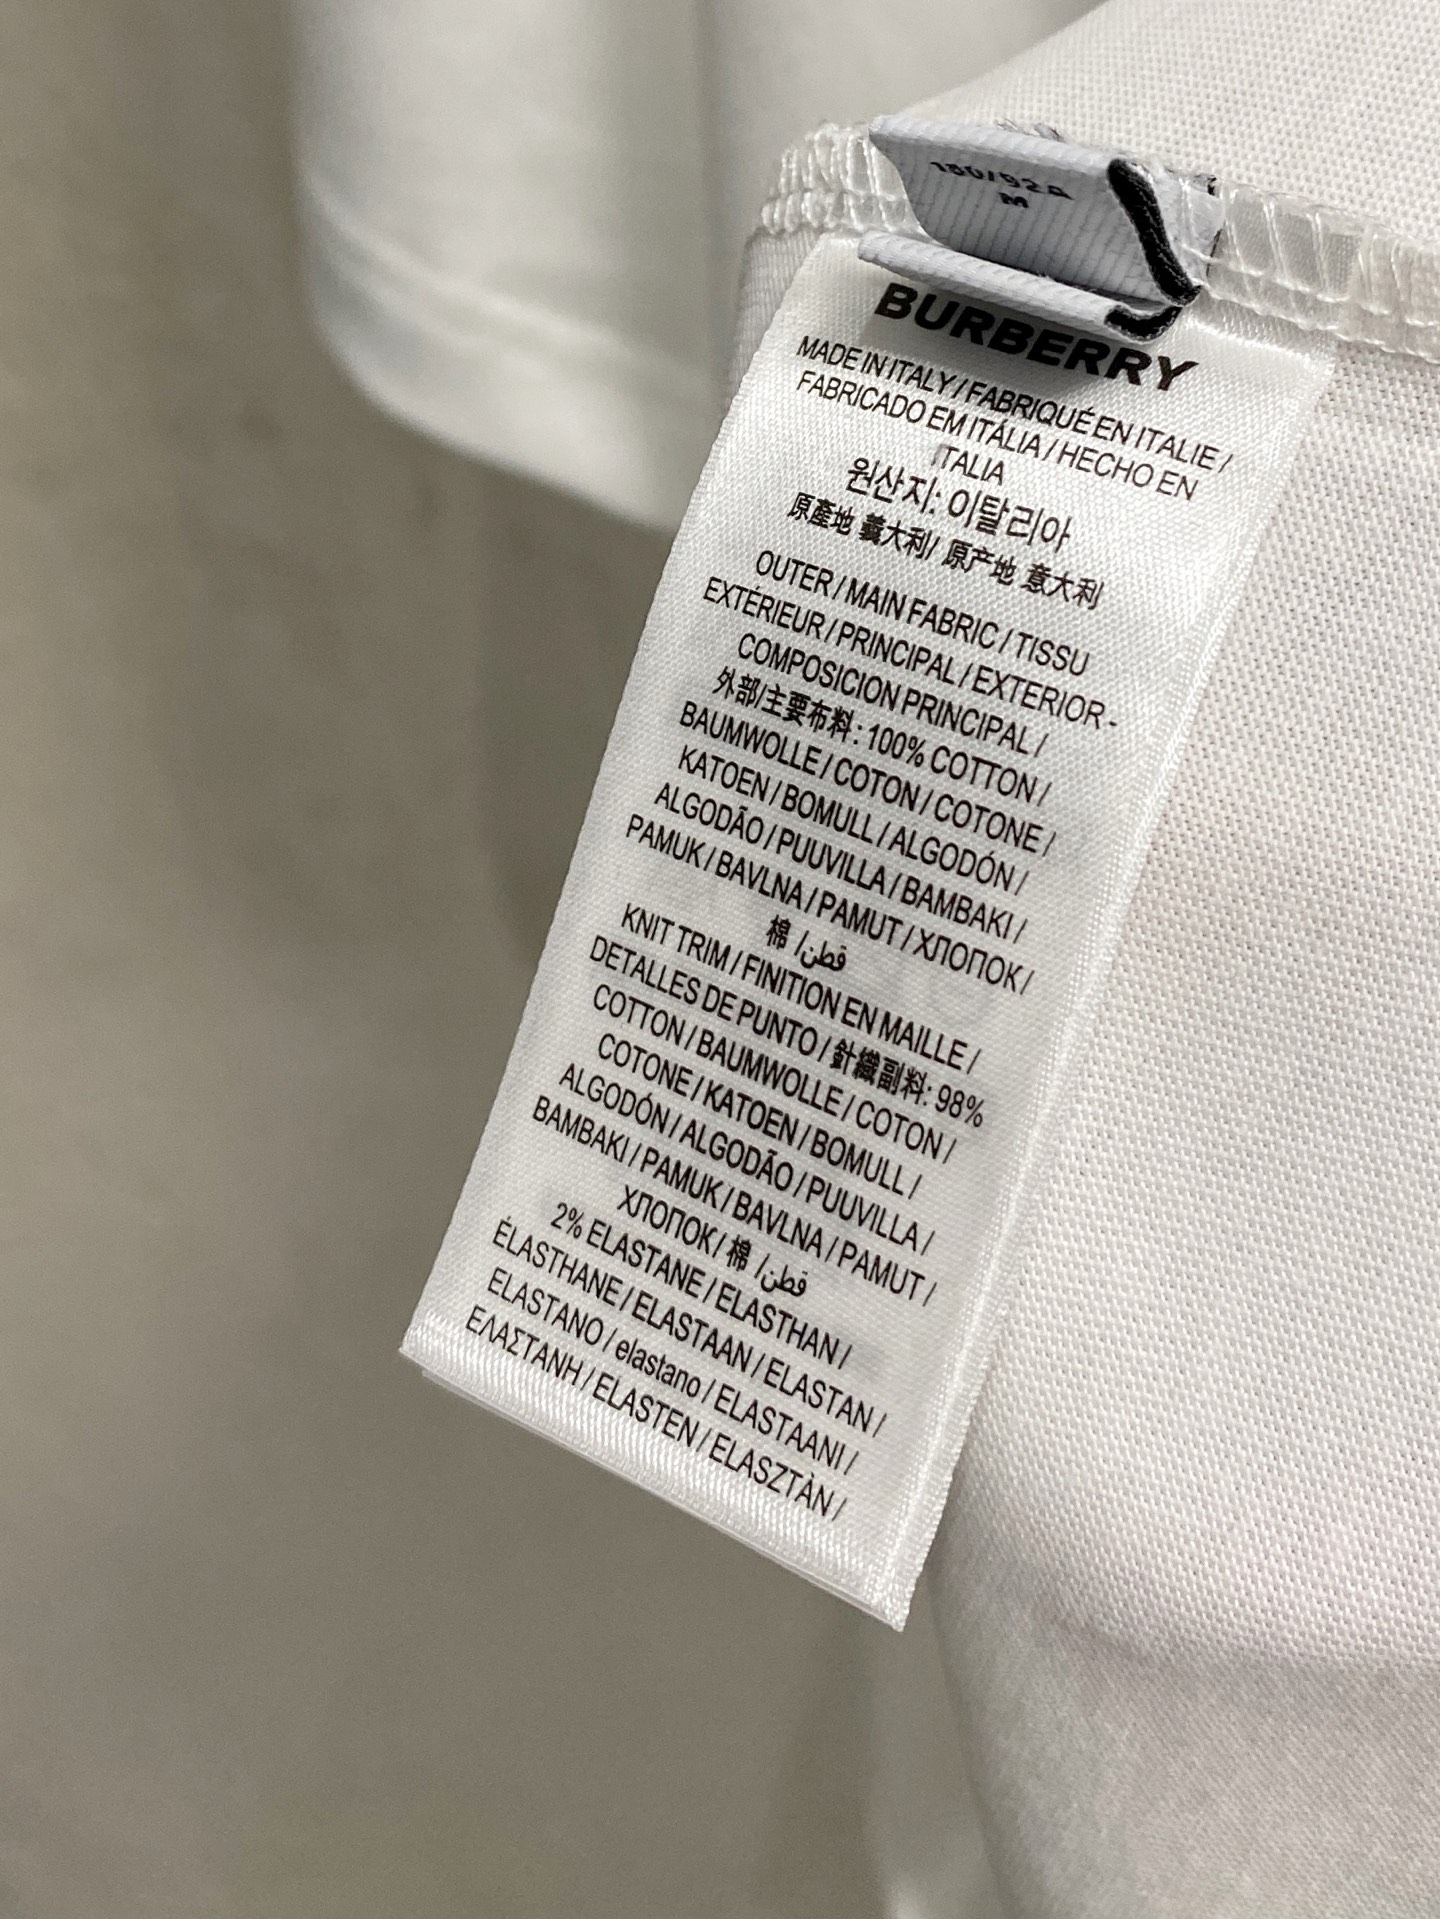 M
BURBERRY
MADE IN ITALY / FABRIQUÉ EN ITALIE /
FABRICADO EM ITÁLIA / HECHO EN
ITALIA
원산지: 이탈리아
原產地 義大利/ 原产地 意大利
OUTER / MAIN FABRIC / TISSU
EXTÉRIEUR / PRINCIPAL / EXTERIOR -
COMPOSICION PRINCIPAL /
外部/主要布料: 100% COTTON /
BAUMWOLLE / COTON / COTONE /
KATOEN / BOMULL / ALGODÓN /
ALGODÃO / PUUVILLA / BAMBAKI /
PAMUK / BAVLNA / PAMUT / ХЛОПОК /
棉 / قطن
KNIT TRIM / FINITION EN MAILLE /
DETALLES DE PUNTO / 針織副料: 98%
COTTON / BAUMWOLLE / COTON /
COTONE / KATOEN / BOMULL /
ALGODÓN / ALGODÃO / PUUVILLA /
BAMBAKI / PAMUK / BAVLNA / PAMUT /
ХЛОПОК / 棉 / قطن
2% ELASTANE / ELASTHAN /
ÉLASTHANE / ELASTAAN / ELASTAN /
ELASTANO / elastano / ELASTAANI /
ΕΛΑΣΤΑΝΗ / ELASTEN / ELASZTÀN /